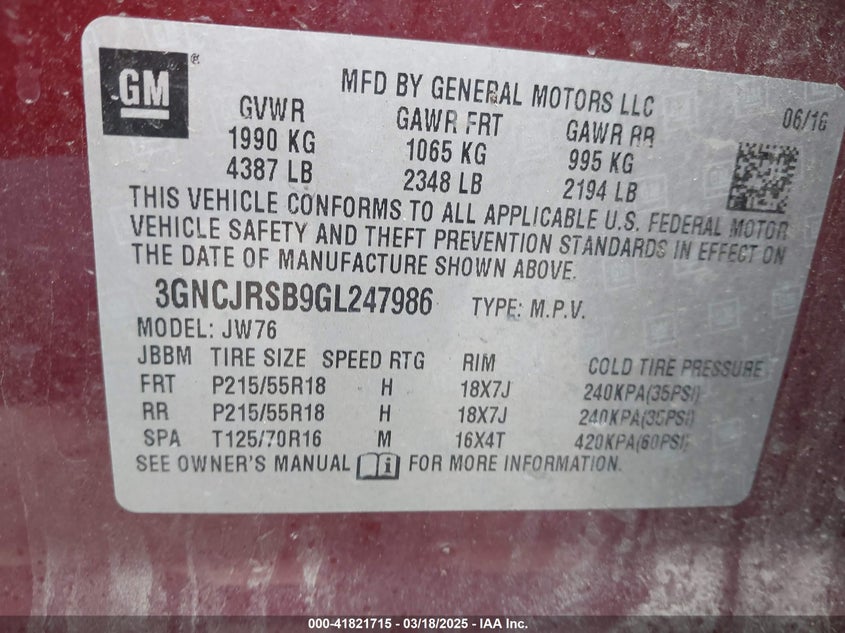 GM ®
MFD BY GENERAL MOTORS LLC 06/16
GVWR GAWR FRT GAWR RR
1990 KG 1065 KG 995 KG
4387 LB 2348 LB 2194 LB
THIS VEHICLE CONFORMS TO ALL APPLICABLE U.S. FEDERAL MOTOR
VEHICLE SAFETY AND THEFT PREVENTION STANDARDS IN EFFECT ON
THE DATE OF MANUFACTURE SHOWN ABOVE.
3GNCJRSB9GL247986 TYPE: M.P.V.
MODEL: JW76
JBBM TIRE SIZE SPEED RTG RIM COLD TIRE PRESSURE
FRT P215/55R18 H 18X7J 240KPA(35PSI)
RR P215/55R18 H 18X7J 240KPA(35PSI)
SPA T125/70R16 M 16X4T 420KPA(60PSI)
SEE OWNER'S MANUAL i FOR MORE INFORMATION.
000-41821715 - 03/18/2025 - IAA Inc.